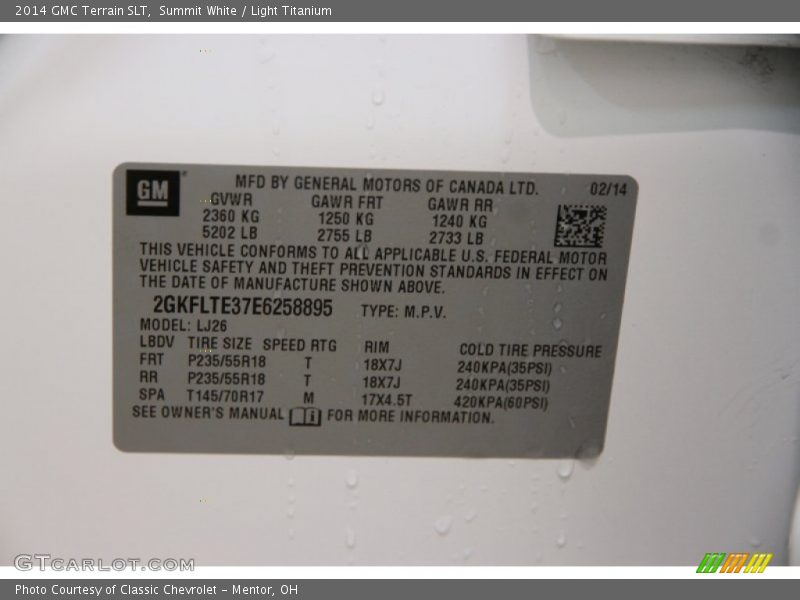 2014 GMC Terrain SLT, Summit White / Light Titanium
GM
MFD BY GENERAL MOTORS OF CANADA LTD. 02/14
GVWR GAWR FRT GAWR RR
2360 KG 1250 KG 1240 KG
5202 LB 2755 LB 2733 LB
THIS VEHICLE CONFORMS TO ALL APPLICABLE U.S. FEDERAL MOTOR
VEHICLE SAFETY AND THEFT PREVENTION STANDARDS IN EFFECT ON
THE DATE OF MANUFACTURE SHOWN ABOVE.
2GKFLTE37E6258895 TYPE: M.P.V.
MODEL: LJ26
LBDV TIRE SIZE SPEED RTG RIM COLD TIRE PRESSURE
FRT P235/55R18 T 18X7J 240KPA(35PSI)
RR P235/55R18 T 18X7J 240KPA(35PSI)
SPA T145/70R17 M 17X4.5T 420KPA(60PSI)
SEE OWNER'S MANUAL i FOR MORE INFORMATION.
GTCARLOT.COM
Photo Courtesy of Classic Chevrolet - Mentor, OH